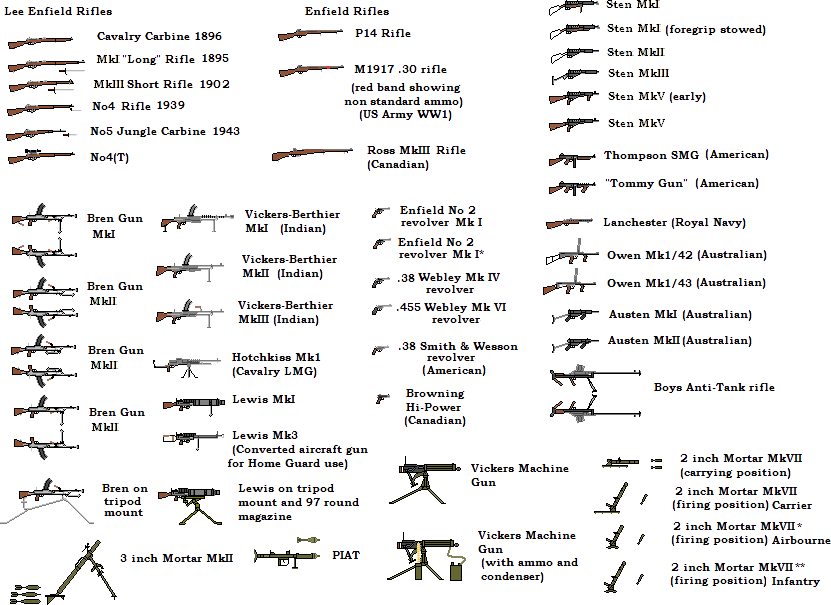 Lee Enfield Rifles
Cavalry Carbine 1896
MkI "Long" Rifle 1895
MkIII Short Rifle 1902
No4 Rifle 1939
No5 Jungle Carbine 1943
No4(T)
Enfield Rifles
P14 Rifle
M1917 .30 rifle
(red band showing
non standard ammo)
(US Army WW1)
Ross MkIII Rifle
(Canadian)
Sten MkI
Sten MkI (foregrip stowed)
Sten MkII
Sten MkIII
Sten MkV (early)
Sten MkV
Thompson SMG (American)
"Tommy Gun" (American)
Lanchester (Royal Navy)
Owen Mk1/42 (Australian)
Owen Mk1/43 (Australian)
Austen MkI (Australian)
Austen MkII (Australian)
Boys Anti-Tank rifle
Bren Gun
MkI
Bren Gun
MkII
Bren Gun
MkII
Bren Gun
MkII
Bren on
tripod
mount
Vickers-Berthier
MkI (Indian)
Vickers-Berthier
MkII (Indian)
Vickers-Berthier
MkIII (Indian)
Hotchkiss Mk1
(Cavalry LMG)
Lewis MkI
Lewis Mk3
(Converted aircraft gun
for Home Guard use)
Lewis on tripod
mount and 97 round
magazine
Enfield No 2
revolver Mk I
Enfield No 2
revolver Mk I*
.38 Webley Mk IV
revolver
.455 Webley Mk VI
revolver
.38 Smith & Wesson
revolver
(American)
Browning
Hi-Power
(Canadian)
Vickers Machine
Gun
Vickers Machine
Gun
(with ammo and
condenser)
3 inch Mortar MkII
PIAT
2 inch Mortar MkVII
(carrying position)
2 inch Mortar MkVII
(firing position) Carrier
2 inch Mortar MkVII*
(firing position) Airbourne
2 inch Mortar MkVII**
(firing position) Infantry